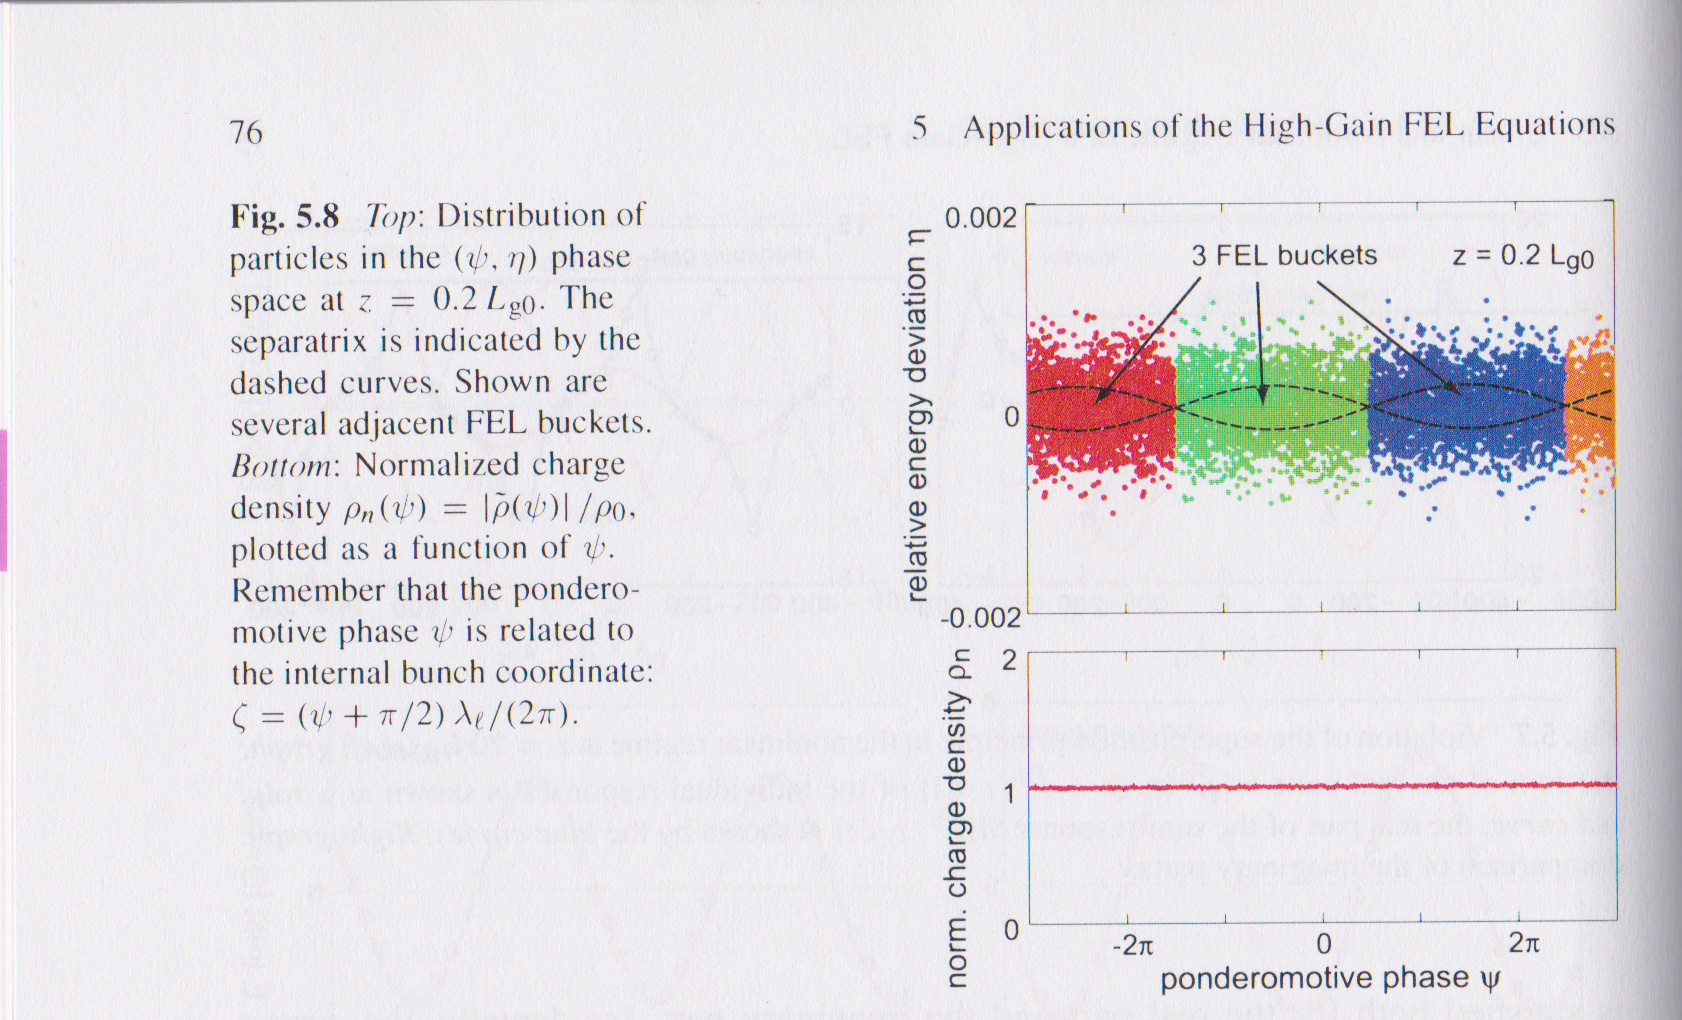 76
5 Applications of the High-Gain FEL Equations
Fig. 5.8 Top: Distribution of
particles in the (ψ, η) phase
space at z = 0.2 Lg0. The
separatrix is indicated by the
dashed curves. Shown are
several adjacent FEL buckets.
Bottom: Normalized charge
density ρn(ψ) = |ρ̃(ψ)| /ρ0,
plotted as a function of ψ.
Remember that the pondero-
motive phase ψ is related to
the internal bunch coordinate:
ζ = (ψ + π/2) λℓ/(2π).
relative energy deviation η
0.002
0
-0.002
3 FEL buckets
z = 0.2 Lg0
norm. charge density ρn
2
1
0
-2π
0
2π
ponderomotive phase ψ